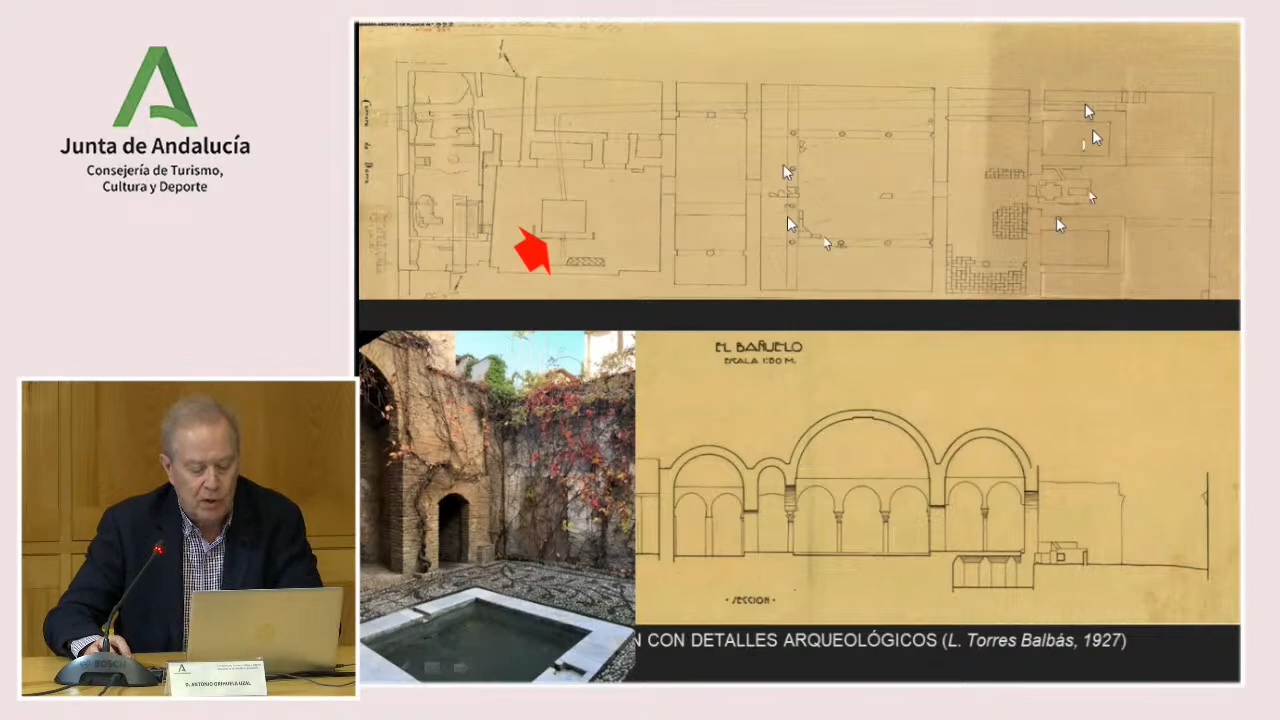 Junta de Andalucía
Consejería de Turismo,
Cultura y Deporte
EL BAÑUELO
ESCALA 1:50 M.
· SECCION ·
N CON DETALLES ARQUEOLÓGICOS (L. Torres Balbás, 1927)
BOSCH
D. ANTONIO ORIHUELA UZAL